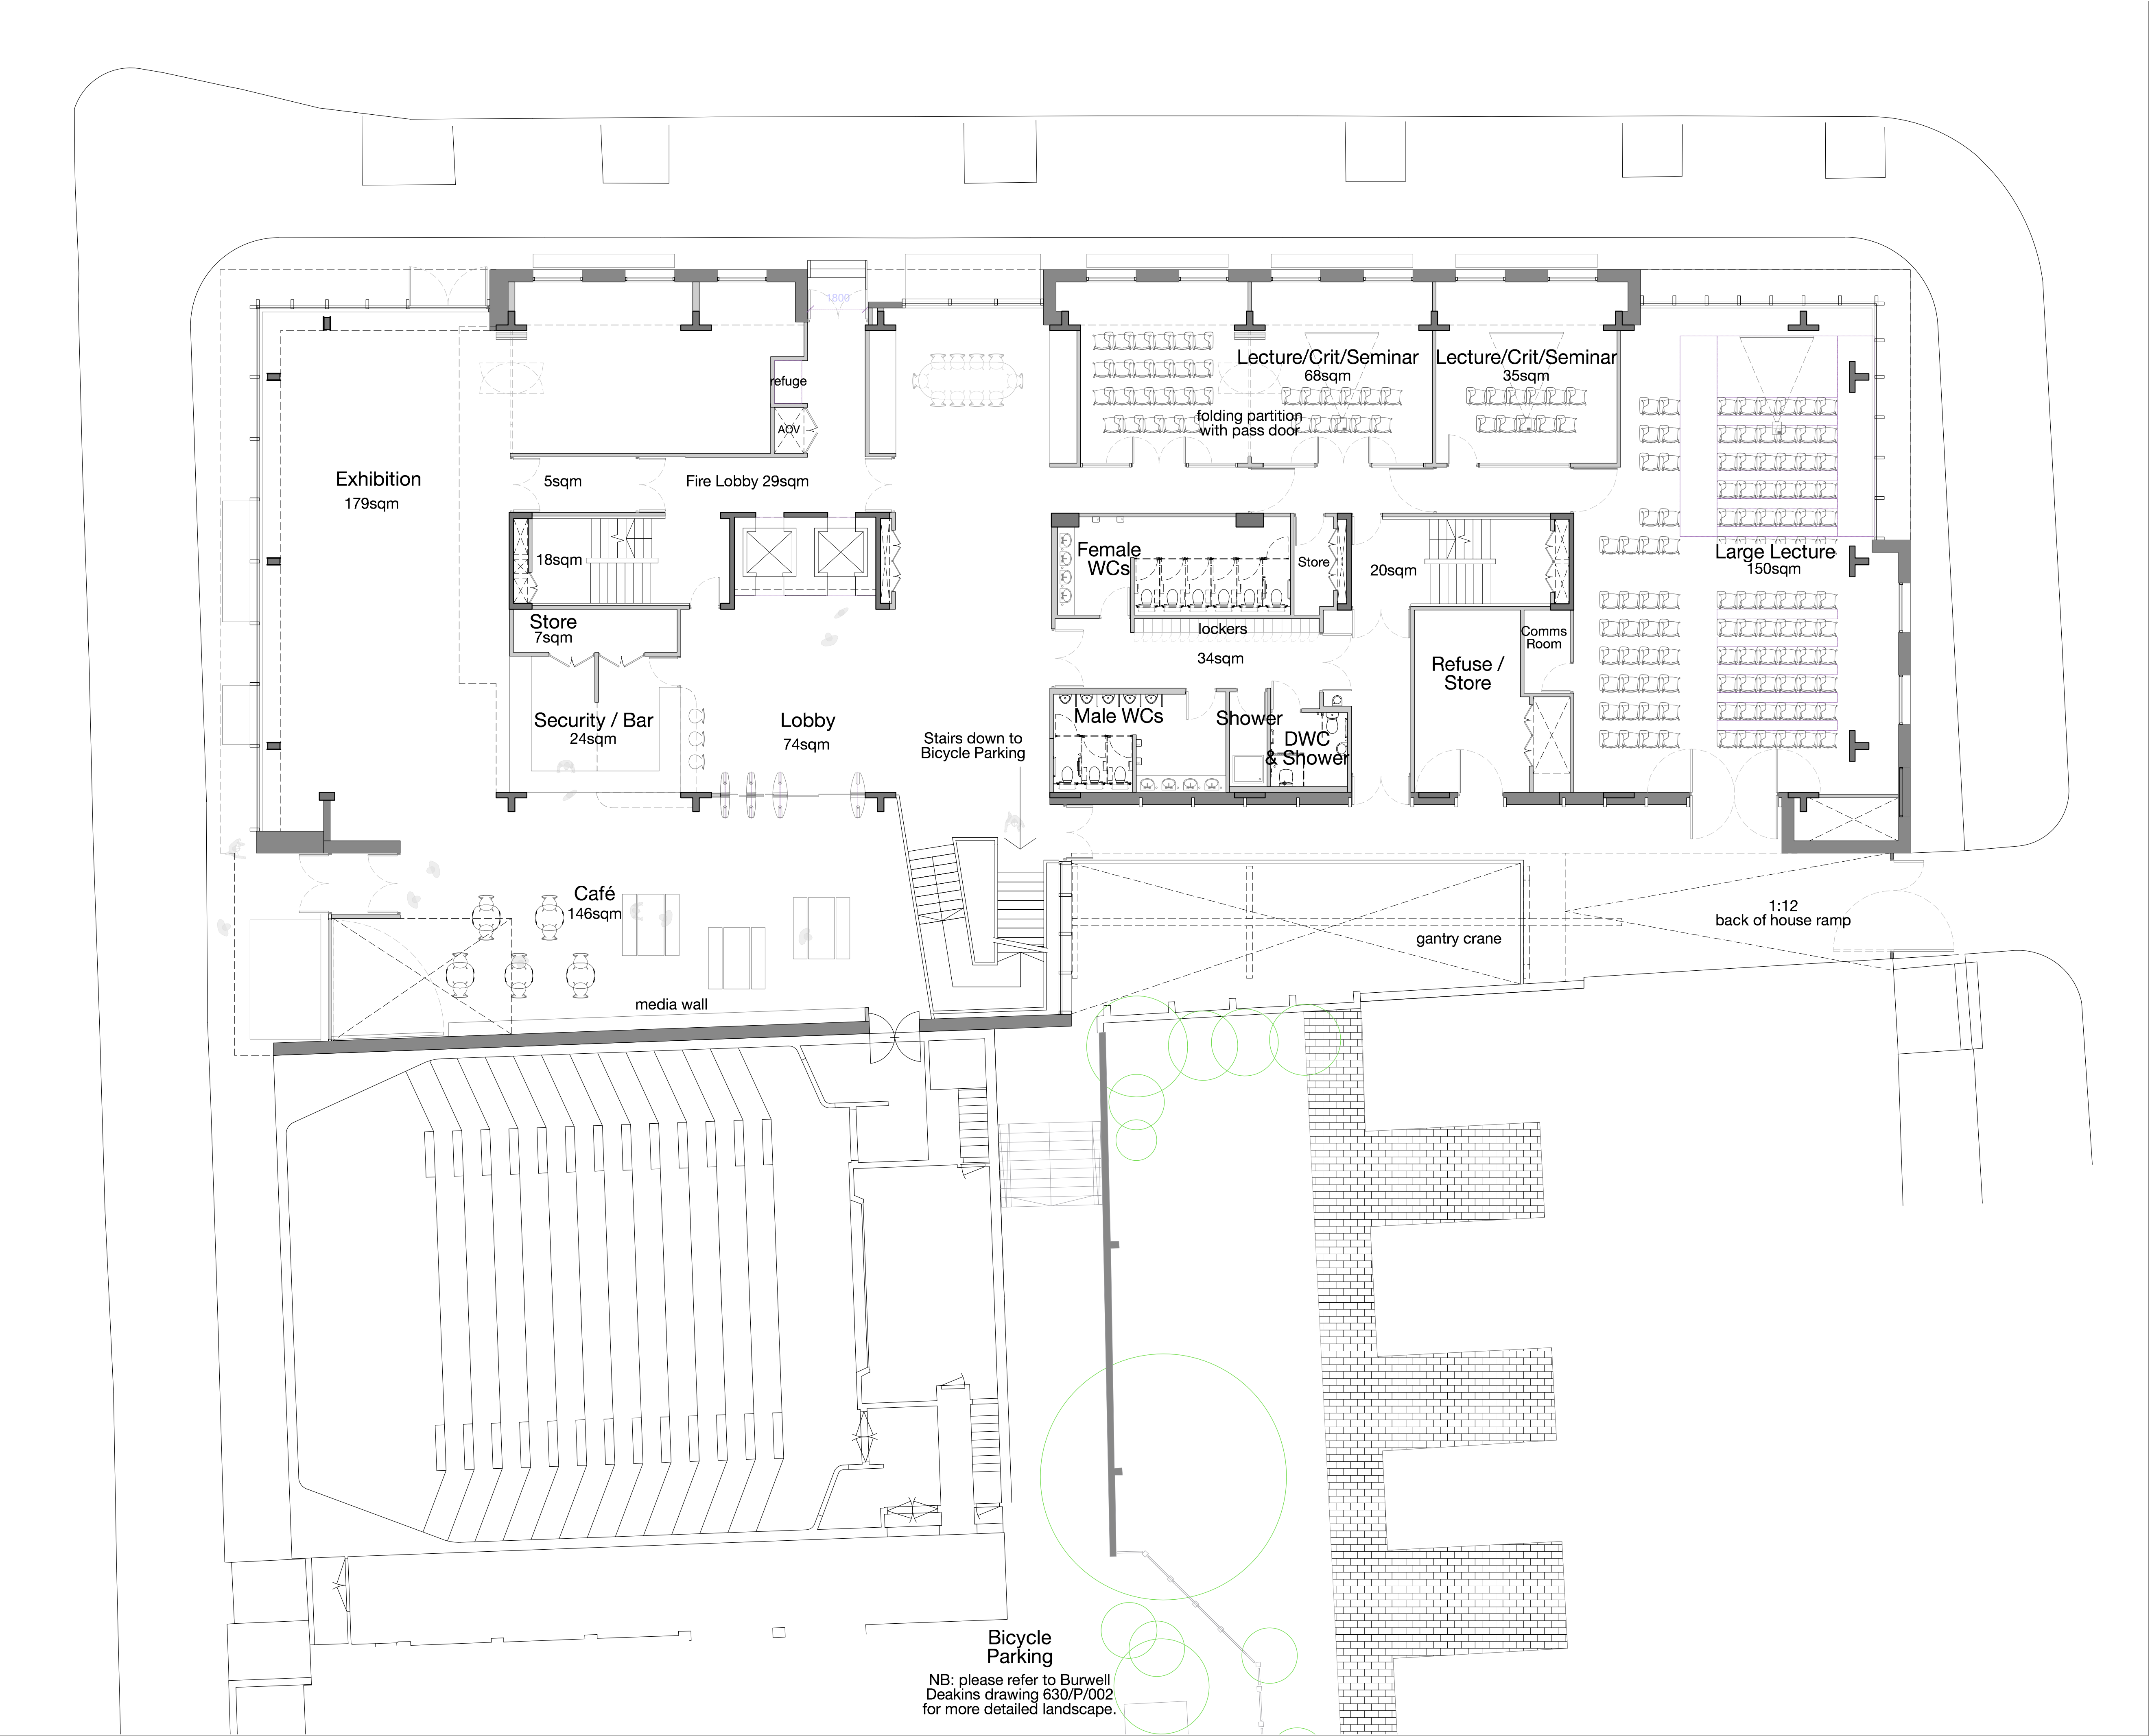 1800
Lecture/Crit/Seminar
68sqm
Lecture/Crit/Seminar
35sqm
refuge
folding partition
with pass door
AOV
Exhibition
179sqm
5sqm
Fire Lobby 29sqm
Female
WCs
18sqm
Store
20sqm
Large Lecture
150sqm
Store
7sqm
lockers
34sqm
Comms
Room
Refuse /
Store
Security / Bar
24sqm
Lobby
74sqm
Male WCs
Shower
Stairs down to
Bicycle Parking
DWC
& Shower
Café
146sqm
1:12
back of house ramp
gantry crane
media wall
Bicycle
Parking
NB: please refer to Burwell
Deakins drawing 630/P/002
for more detailed landscape.